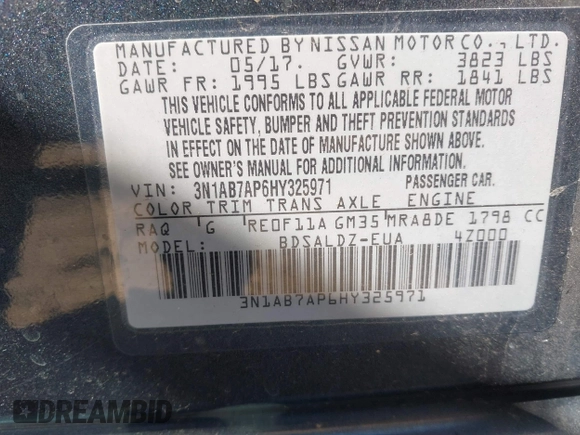 MANUFACTURED BY NISSAN MOTOR CO., LTD.
DATE: 05/17. GVWR: 3823 LBS
GAWR FR: 1995 LBS GAWR RR: 1841 LBS
THIS VEHICLE CONFORMS TO ALL APPLICABLE FEDERAL MOTOR
VEHICLE SAFETY, BUMPER AND THEFT PREVENTION STANDARDS
IN EFFECT ON THE DATE OF MANUFACTURE SHOWN ABOVE.
SEE OWNER'S MANUAL FOR ADDITIONAL INFORMATION.
VIN: 3N1AB7AP6HY325971 PASSENGER CAR.
COLOR TRIM TRANS AXLE ENGINE
RAQ G RE0F11A GM35 MRA8DE 1798 CC
MODEL: BDSALDZ-EUA 4Z000
3N1AB7AP6HY325971
DREAMBID